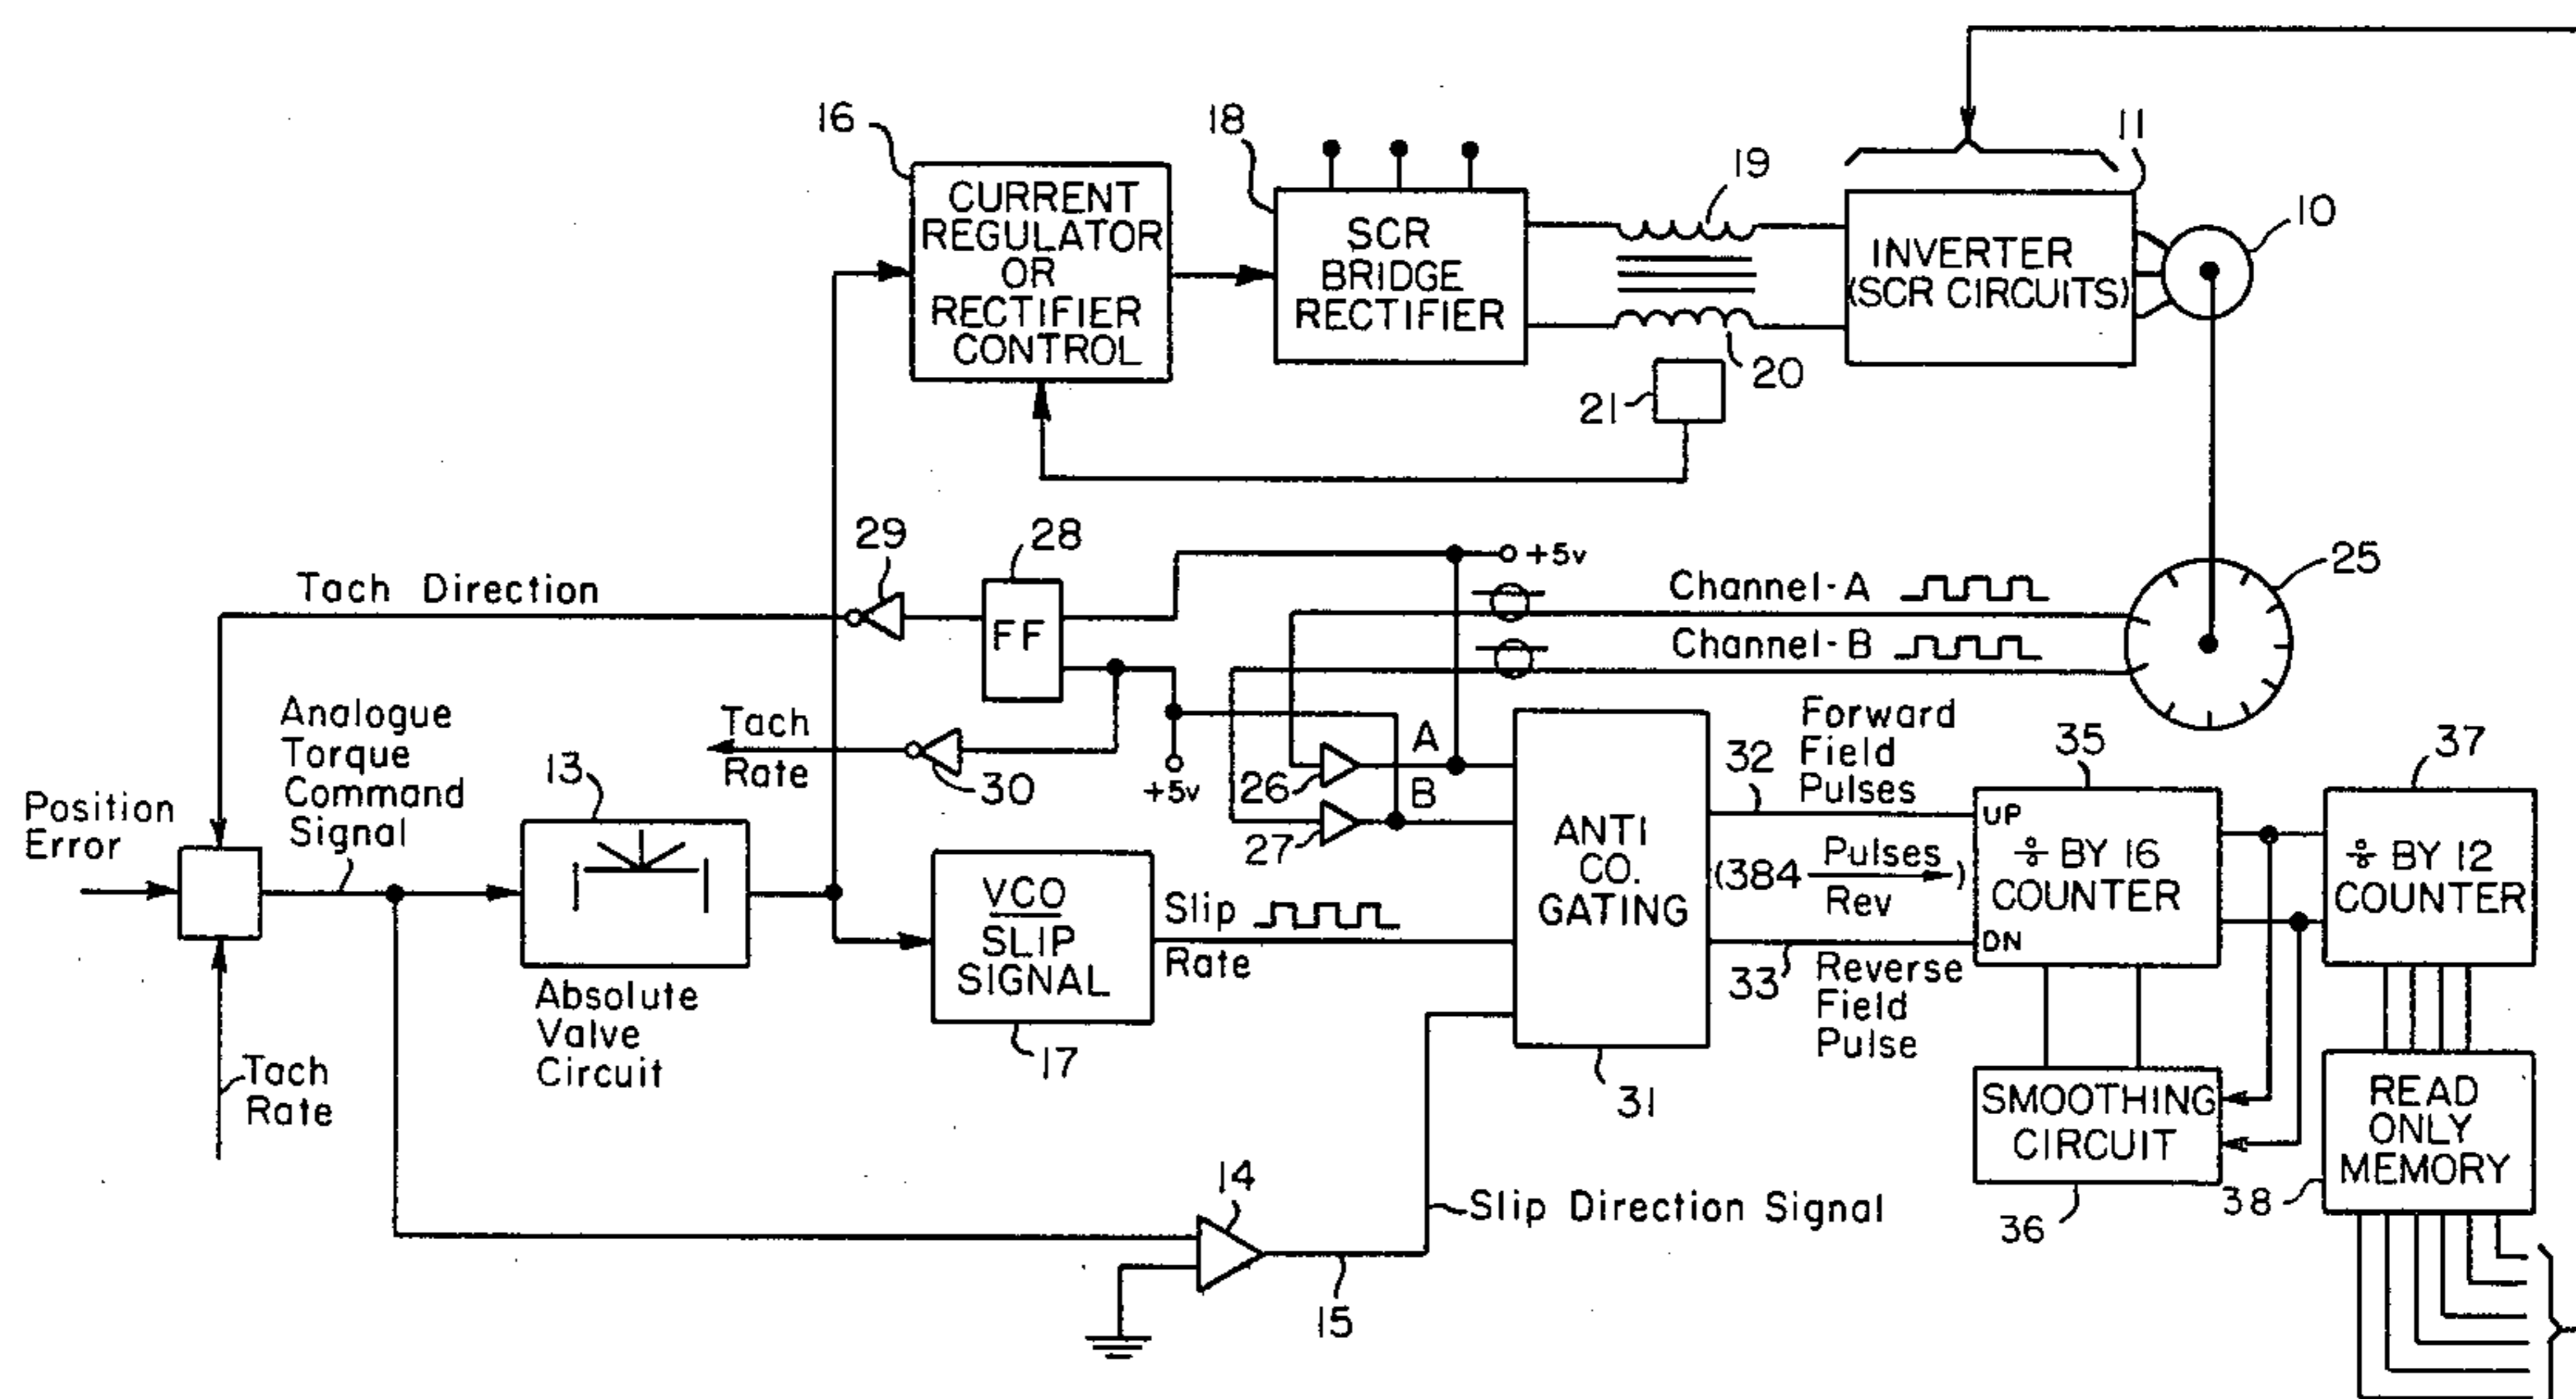 16
CURRENT
REGULATOR
OR
RECTIFIER
CONTROL
18
SCR
BRIDGE
RECTIFIER
19
20
21
11
INVERTER
(SCR CIRCUITS)
10
25
29
28
FF
+5v
Tach Direction
Channel-A
Channel-B
Tach
Rate
30
+5v
26
27
A
B
Position
Error
Analogue
Torque
Command
Signal
Tach
Rate
13
Absolute
Valve
Circuit
VCO
SLIP
SIGNAL
17
Slip
Rate
ANTI
CO.
GATING
31
32
Forward
Field
Pulses
(384 Pulses )
Rev
33
Reverse
Field
Pulse
35
UP
÷ BY 16
COUNTER
DN
37
÷ BY 12
COUNTER
SMOOTHING
CIRCUIT
36
READ
ONLY
MEMORY
38
14
15
Slip Direction Signal